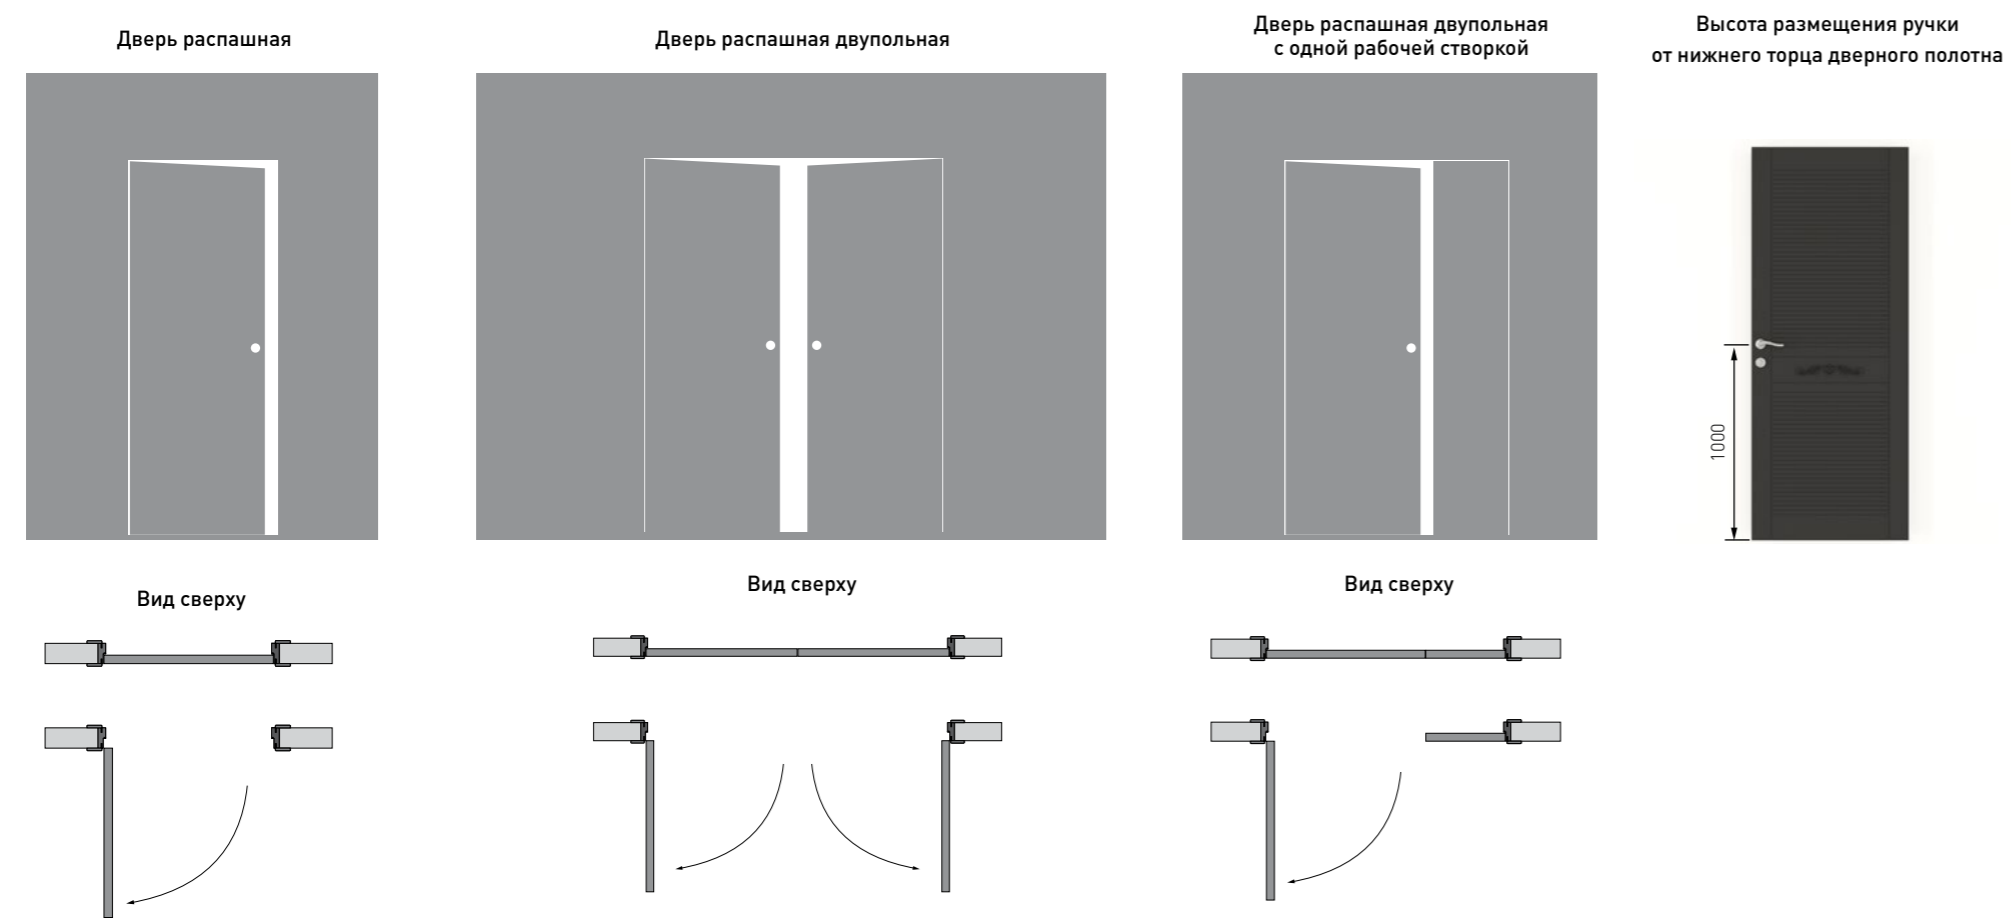 Дверь распашная
Дверь распашная двупольная
Дверь распашная двупольная
с одной рабочей створкой
Высота размещения ручки
от нижнего торца дверного полотна
1000
Вид сверху
Вид сверху
Вид сверху